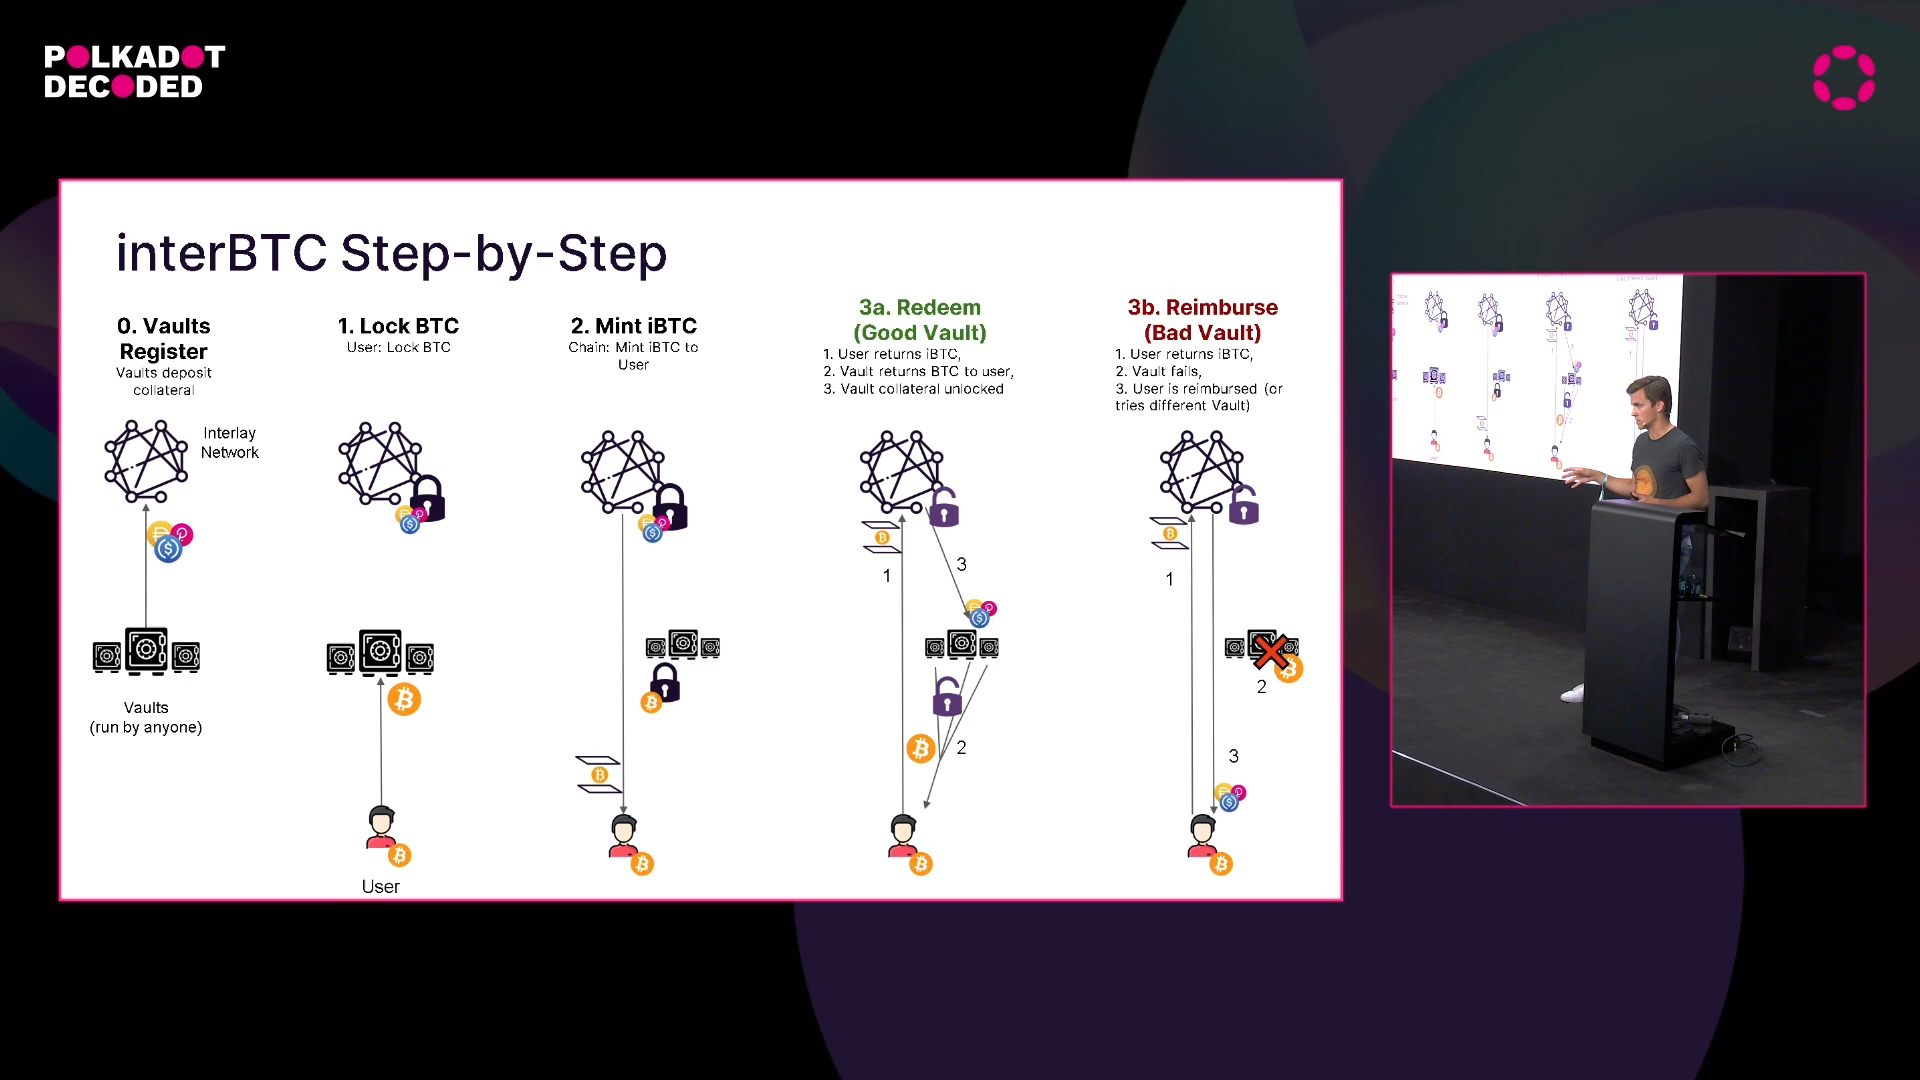 POLKADOT
DECODED
interBTC Step-by-Step
0. Vaults
Register
Vaults deposit
collateral
Interlay
Network
Vaults
(run by anyone)
1. Lock BTC
User: Lock BTC
User
2. Mint iBTC
Chain: Mint iBTC to
User
3a. Redeem
(Good Vault)
1. User returns iBTC,
2. Vault returns BTC to user,
3. Vault collateral unlocked
1
3
2
3b. Reimburse
(Bad Vault)
1. User returns iBTC,
2. Vault fails,
3. User is reimbursed (or
tries different Vault)
1
2
3